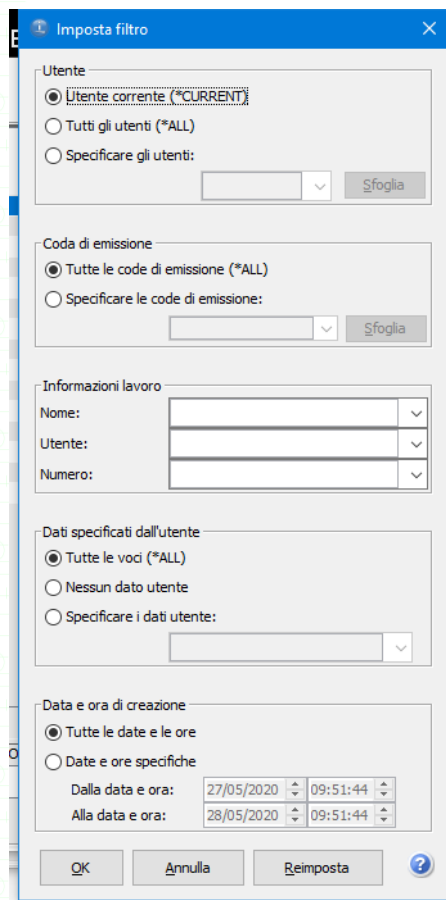 Imposta filtro
Utente
Utente corrente (*CURRENT)
Tutti gli utenti (*ALL)
Specificare gli utenti:
Sfoglia
Coda di emissione
Tutte le code di emissione (*ALL)
Specificare le code di emissione:
Sfoglia
Informazioni lavoro
Nome:
Utente:
Numero:
Dati specificati dall'utente
Tutte le voci (*ALL)
Nessun dato utente
Specificare i dati utente:
Data e ora di creazione
Tutte le date e le ore
Date e ore specifiche
Dalla data e ora: 27/05/2020 09:51:44
Alla data e ora: 28/05/2020 09:51:44
OK Annulla Reimposta ?